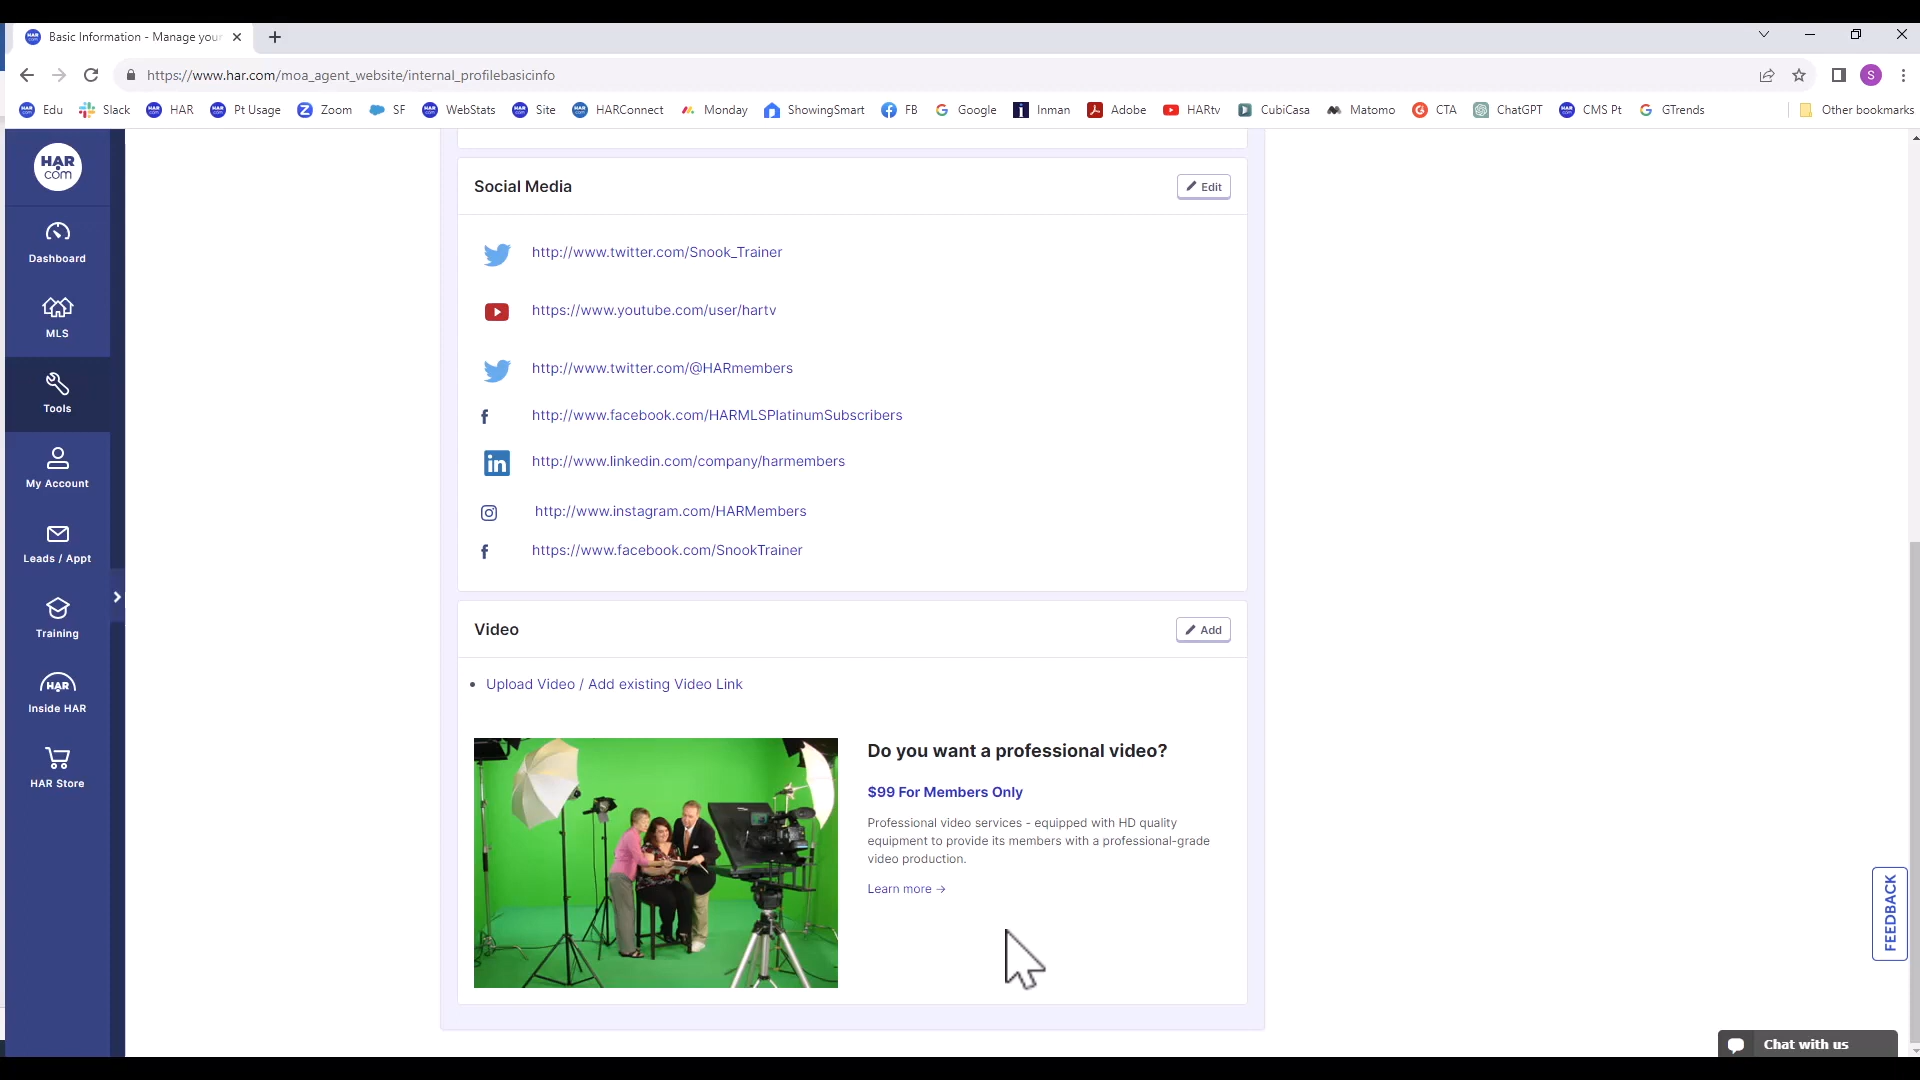 Basic Information - Manage your
https://www.har.com/moa_agent_website/internal_profilebasicinfo
S
Edu Slack HAR Pt Usage Zoom SF WebStats Site HARConnect Monday ShowingSmart FB Google Inman Adobe HARtv CubiCasa Matomo CTA ChatGPT CMS Pt GTrends Other bookmarks
HAR
com
Dashboard
MLS
Tools
My Account
Leads / Appt
Training
HAR
Inside HAR
HAR Store
Social Media
Edit
http://www.twitter.com/Snook_Trainer
https://www.youtube.com/user/hartv
http://www.twitter.com/@HARmembers
http://www.facebook.com/HARMLSPlatinumSubscribers
http://www.linkedin.com/company/harmembers
http://www.instagram.com/HARMembers
https://www.facebook.com/SnookTrainer
Video
Add
• Upload Video / Add existing Video Link
Do you want a professional video?
$99 For Members Only
Professional video services - equipped with HD quality
equipment to provide its members with a professional-grade
video production.
Learn more →
FEEDBACK
Chat with us